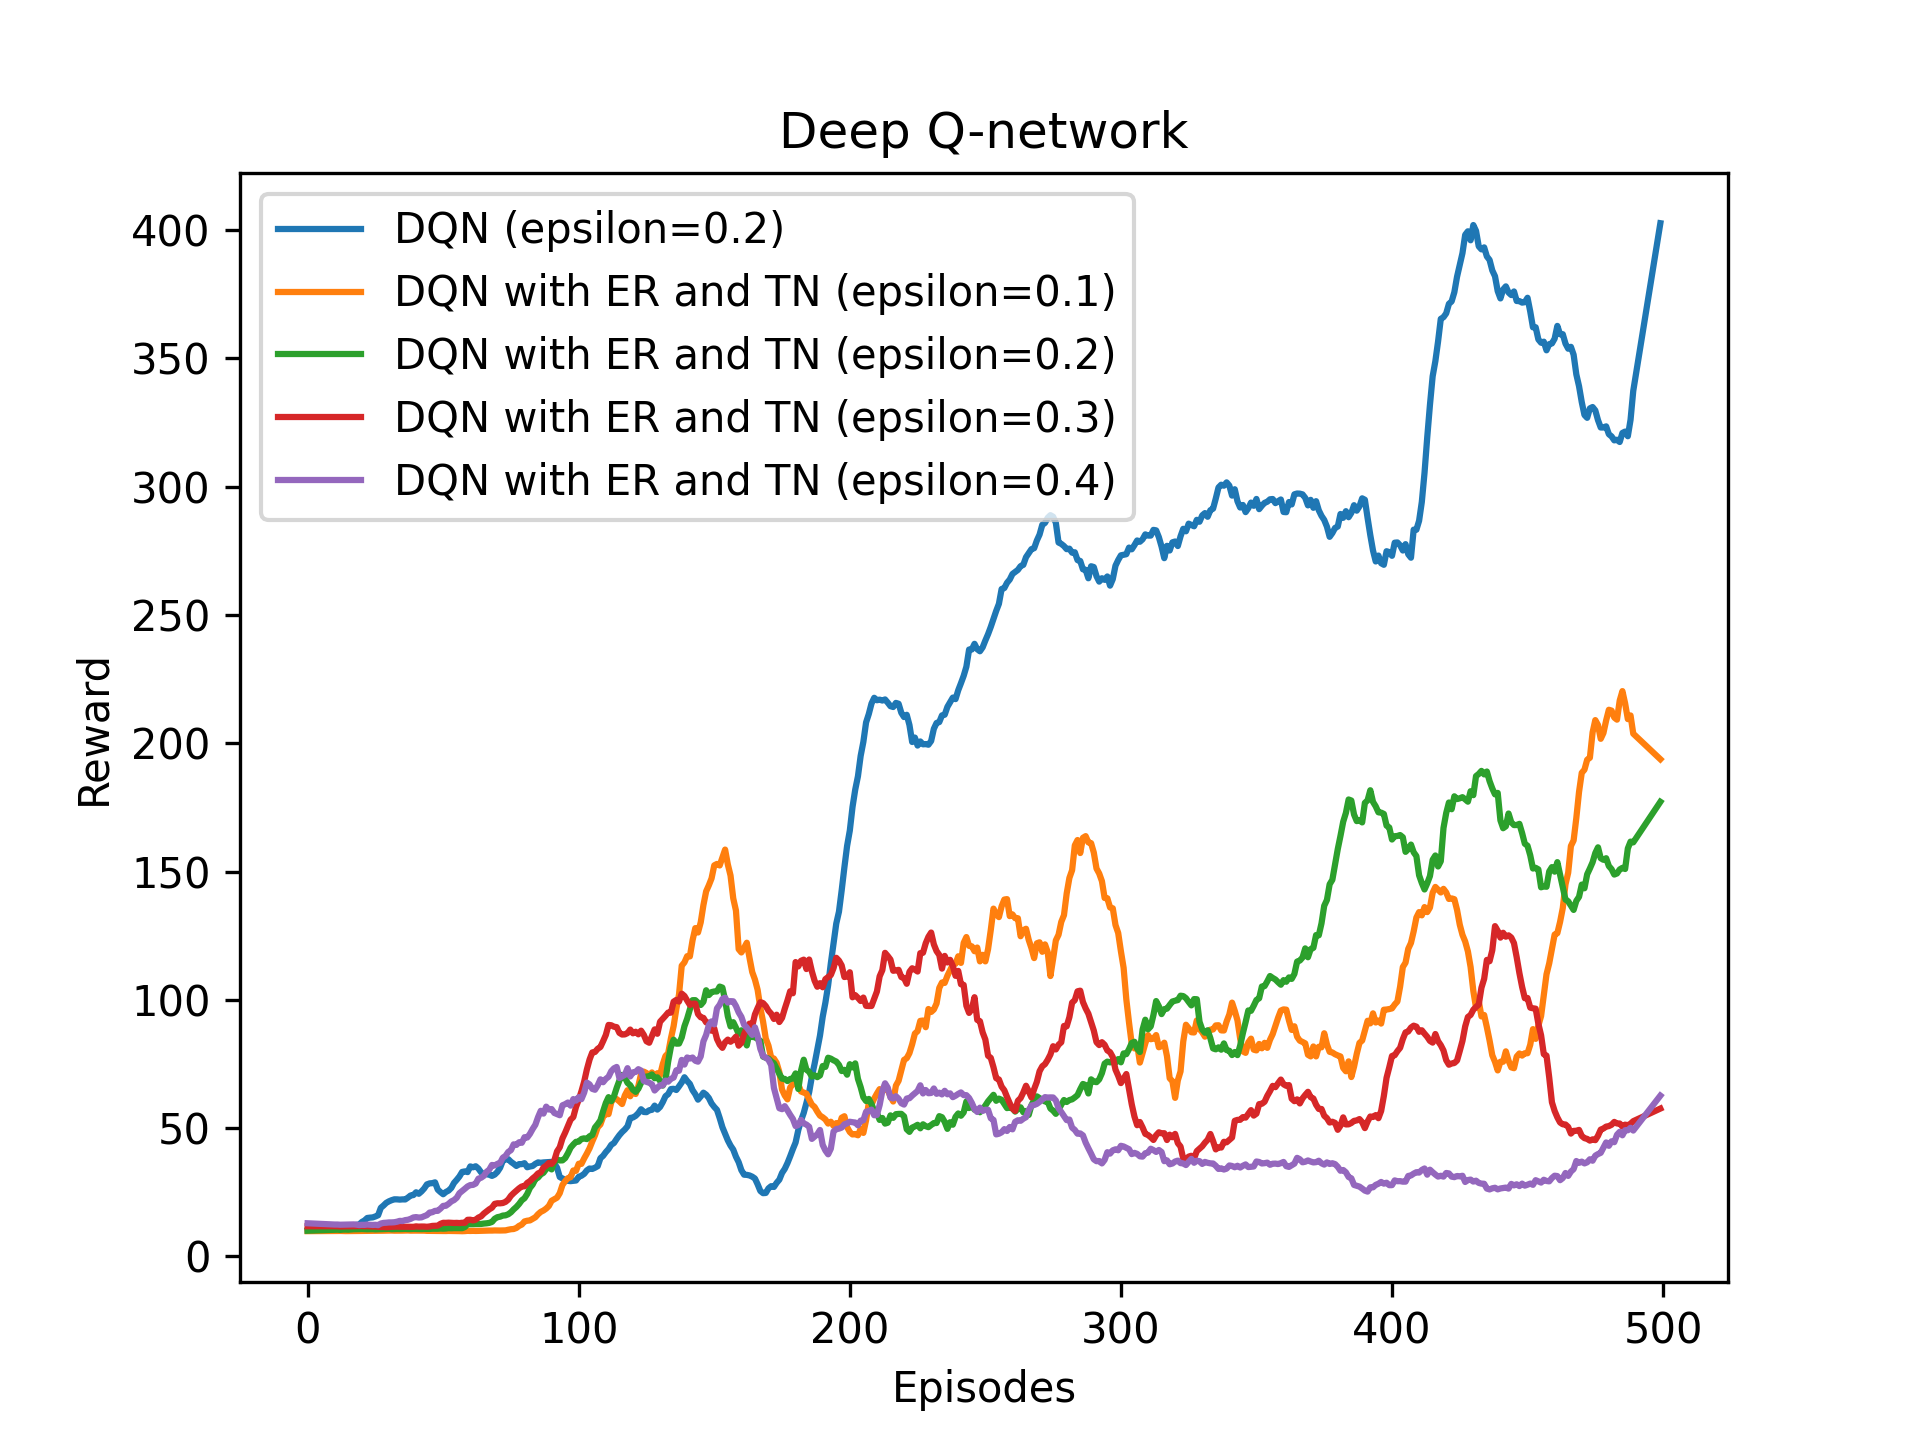 Deep Q-network
DQN (epsilon=0.2)
DQN with ER and TN (epsilon=0.1)
DQN with ER and TN (epsilon=0.2)
DQN with ER and TN (epsilon=0.3)
DQN with ER and TN (epsilon=0.4)
400
350
300
250
200
150
100
50
0
Reward
0 100 200 300 400 500
Episodes